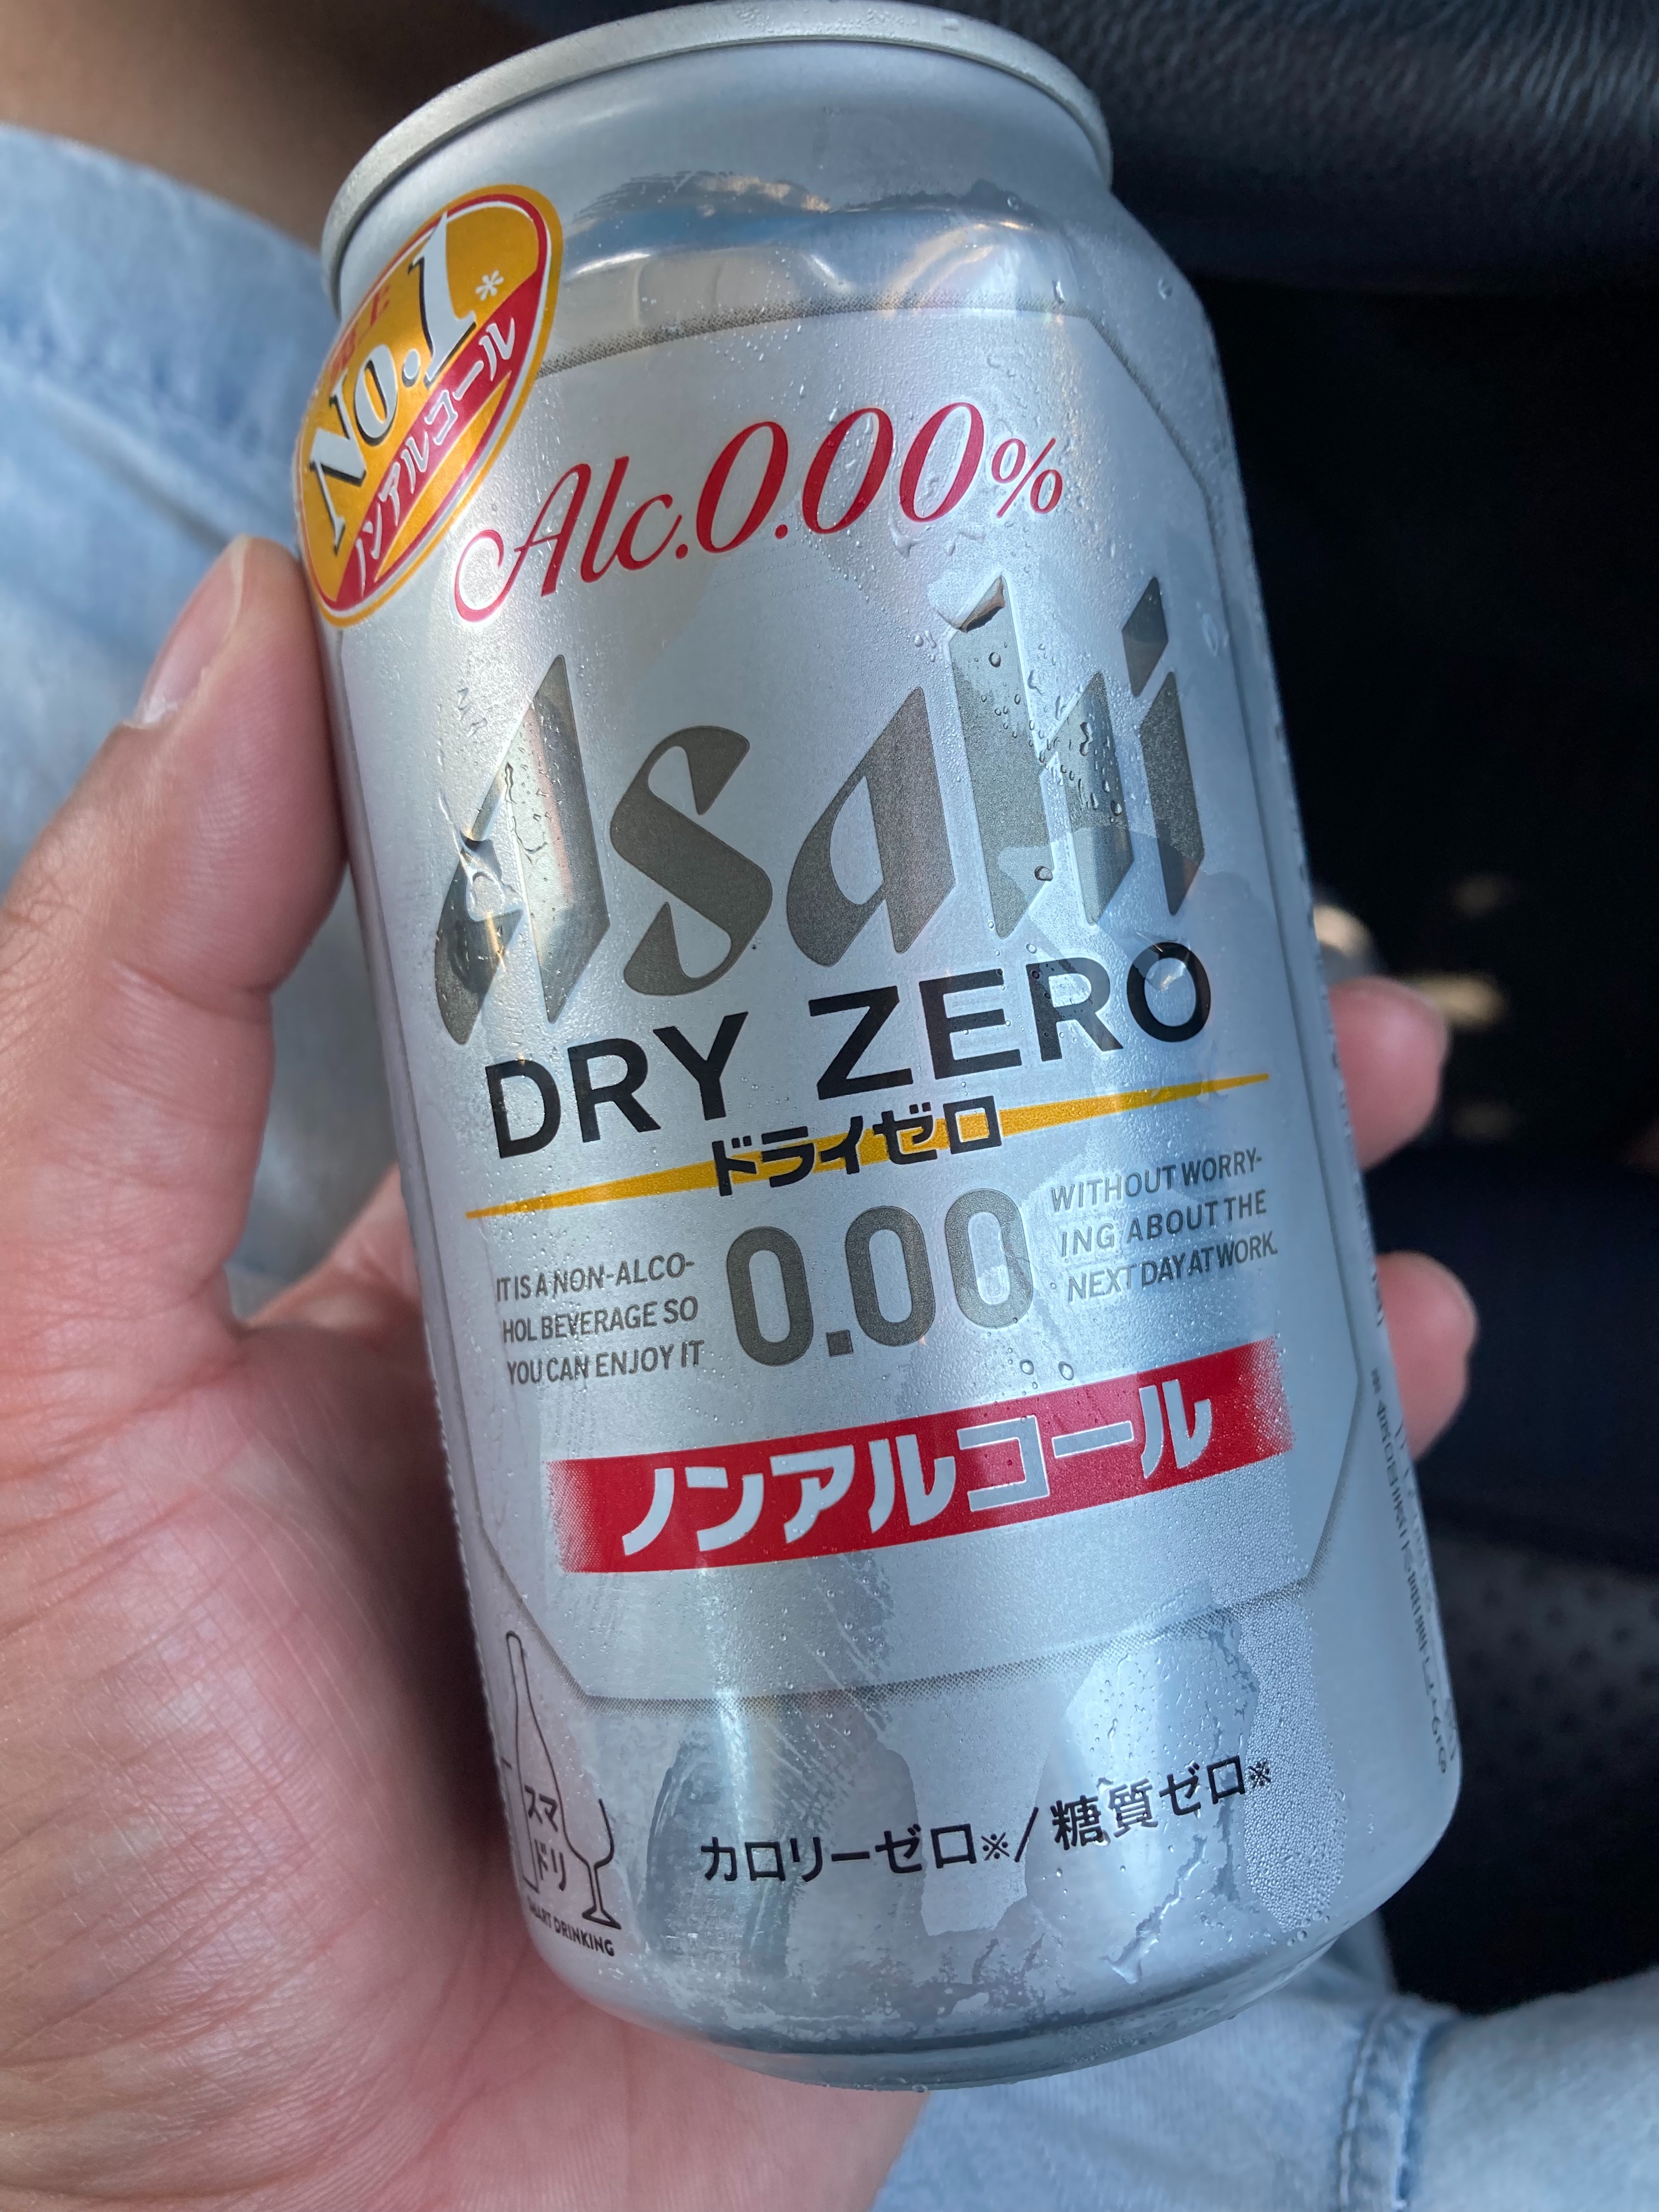 No.1*
ノンアルコール
Alc.0.00%
Asahi
DRY ZERO
ドライゼロ
IT IS A NON-ALCO-
HOL BEVERAGE SO
YOU CAN ENJOY IT
0.00
WITHOUT WORRY-
ING ABOUT THE
NEXT DAY AT WORK.
ノンアルコール
スマ
ドリ
SMART DRINKING
カロリーゼロ※/糖質ゼロ※